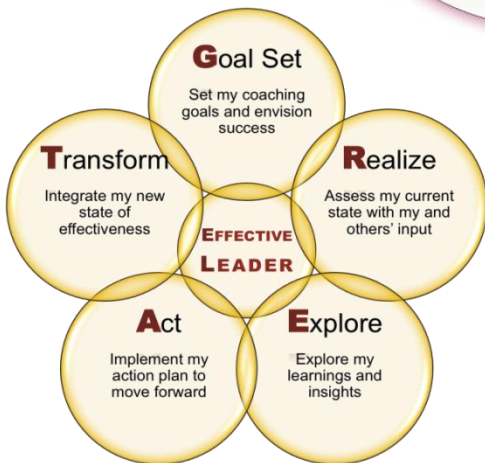 Goal Set
Set my coaching
goals and envision
success
Realize
Assess my current
state with my and
others' input
Explore
Explore my
learnings and
insights
Act
Implement my
action plan to
move forward
Transform
Integrate my new
state of
effectiveness
EFFECTIVE
LEADER